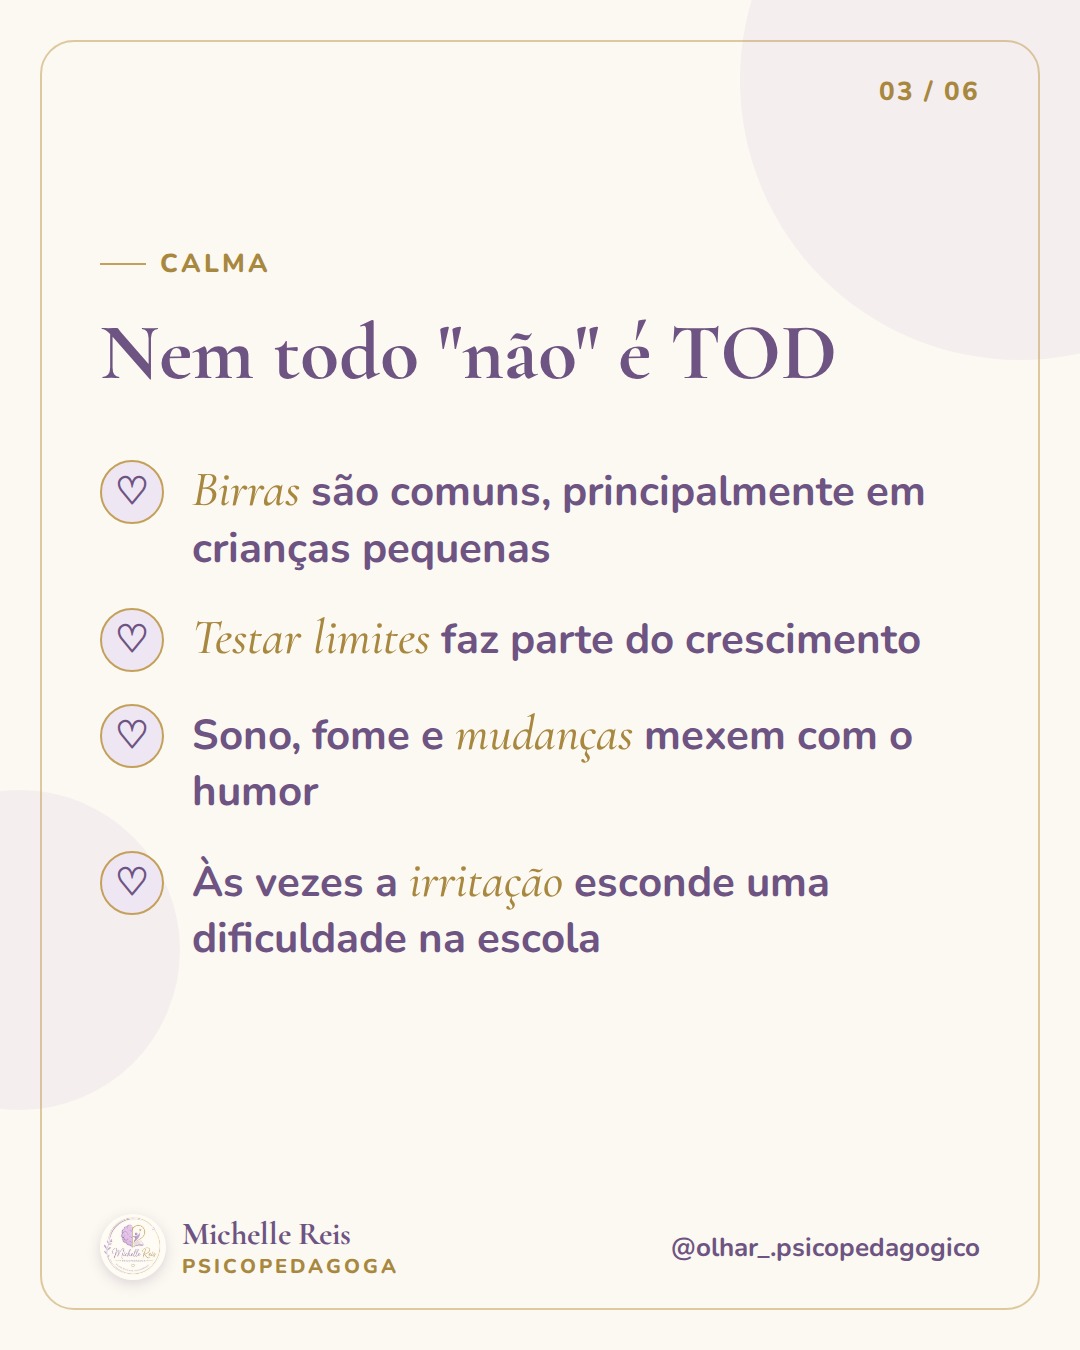 03 / 06
CALMA
Nem todo "não" é TOD
♡ Birras são comuns, principalmente em
crianças pequenas
♡ Testar limites faz parte do crescimento
♡ Sono, fome e mudanças mexem com o
humor
♡ Às vezes a irritação esconde uma
dificuldade na escola
Michelle Reis
Michelle Reis
PSICOPEDAGOGA
@olhar_.psicopedagogico